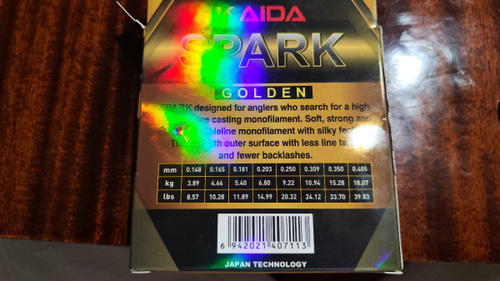 KAIDA
SPARK
GOLDEN
SPARK designed for anglers who search for a high
casting monofilament. Soft, strong and
monofilament with silky
outer surface with less line
and fewer backlashes.
mm 0.148 0.165 0.181 0.203 0.250 0.309 0.350 0.405
kg 3.89 4.66 5.40 6.80 9.22 10.94 15.28 18.07
lbs 8.57 10.28 11.89 14.99 20.32 24.12 33.70 39.83
6 942021 407113
JAPAN TECHNOLOGY